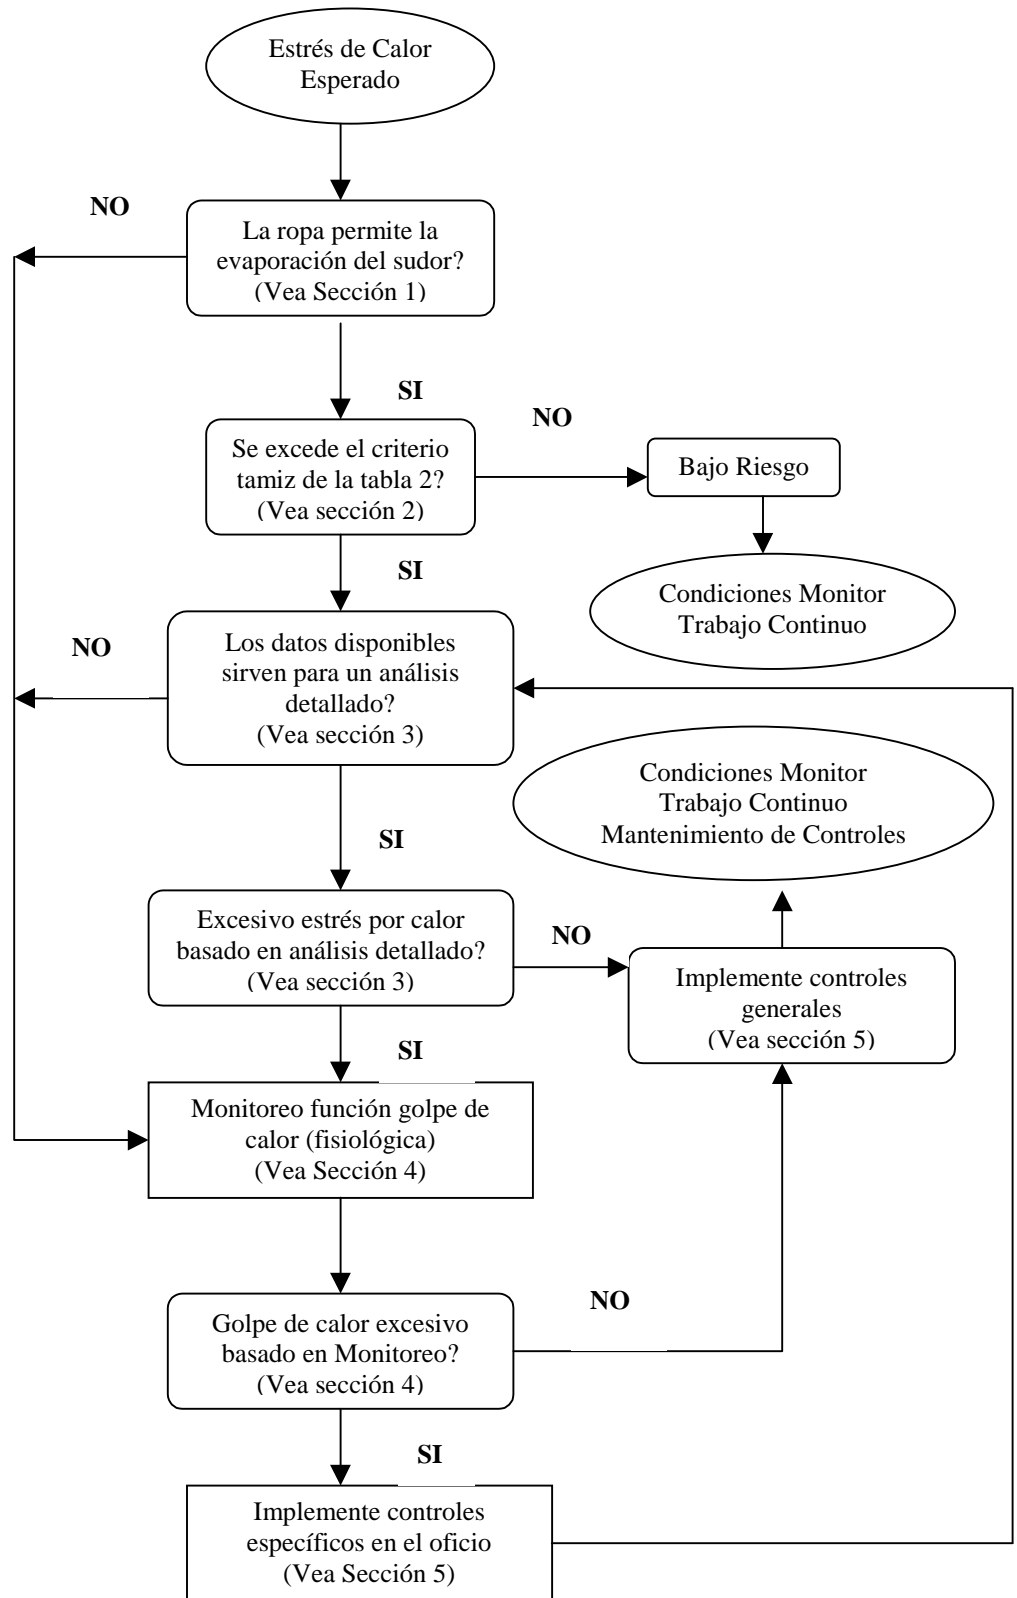 Estrés de Calor
Esperado
NO
La ropa permite la
evaporación del sudor?
(Vea Sección 1)
SI
NO
Se excede el criterio
tamiz de la tabla 2?
(Vea sección 2)
Bajo Riesgo
SI
Condiciones Monitor
Trabajo Continuo
NO
Los datos disponibles
sirven para un análisis
detallado?
(Vea sección 3)
Condiciones Monitor
Trabajo Continuo
Mantenimiento de Controles
SI
Excesivo estrés por calor
basado en análisis detallado?
(Vea sección 3)
NO
Implemente controles
generales
(Vea sección 5)
SI
Monitoreo función golpe de
calor (fisiológica)
(Vea Sección 4)
NO
Golpe de calor excesivo
basado en Monitoreo?
(Vea sección 4)
SI
Implemente controles
específicos en el oficio
(Vea Sección 5)